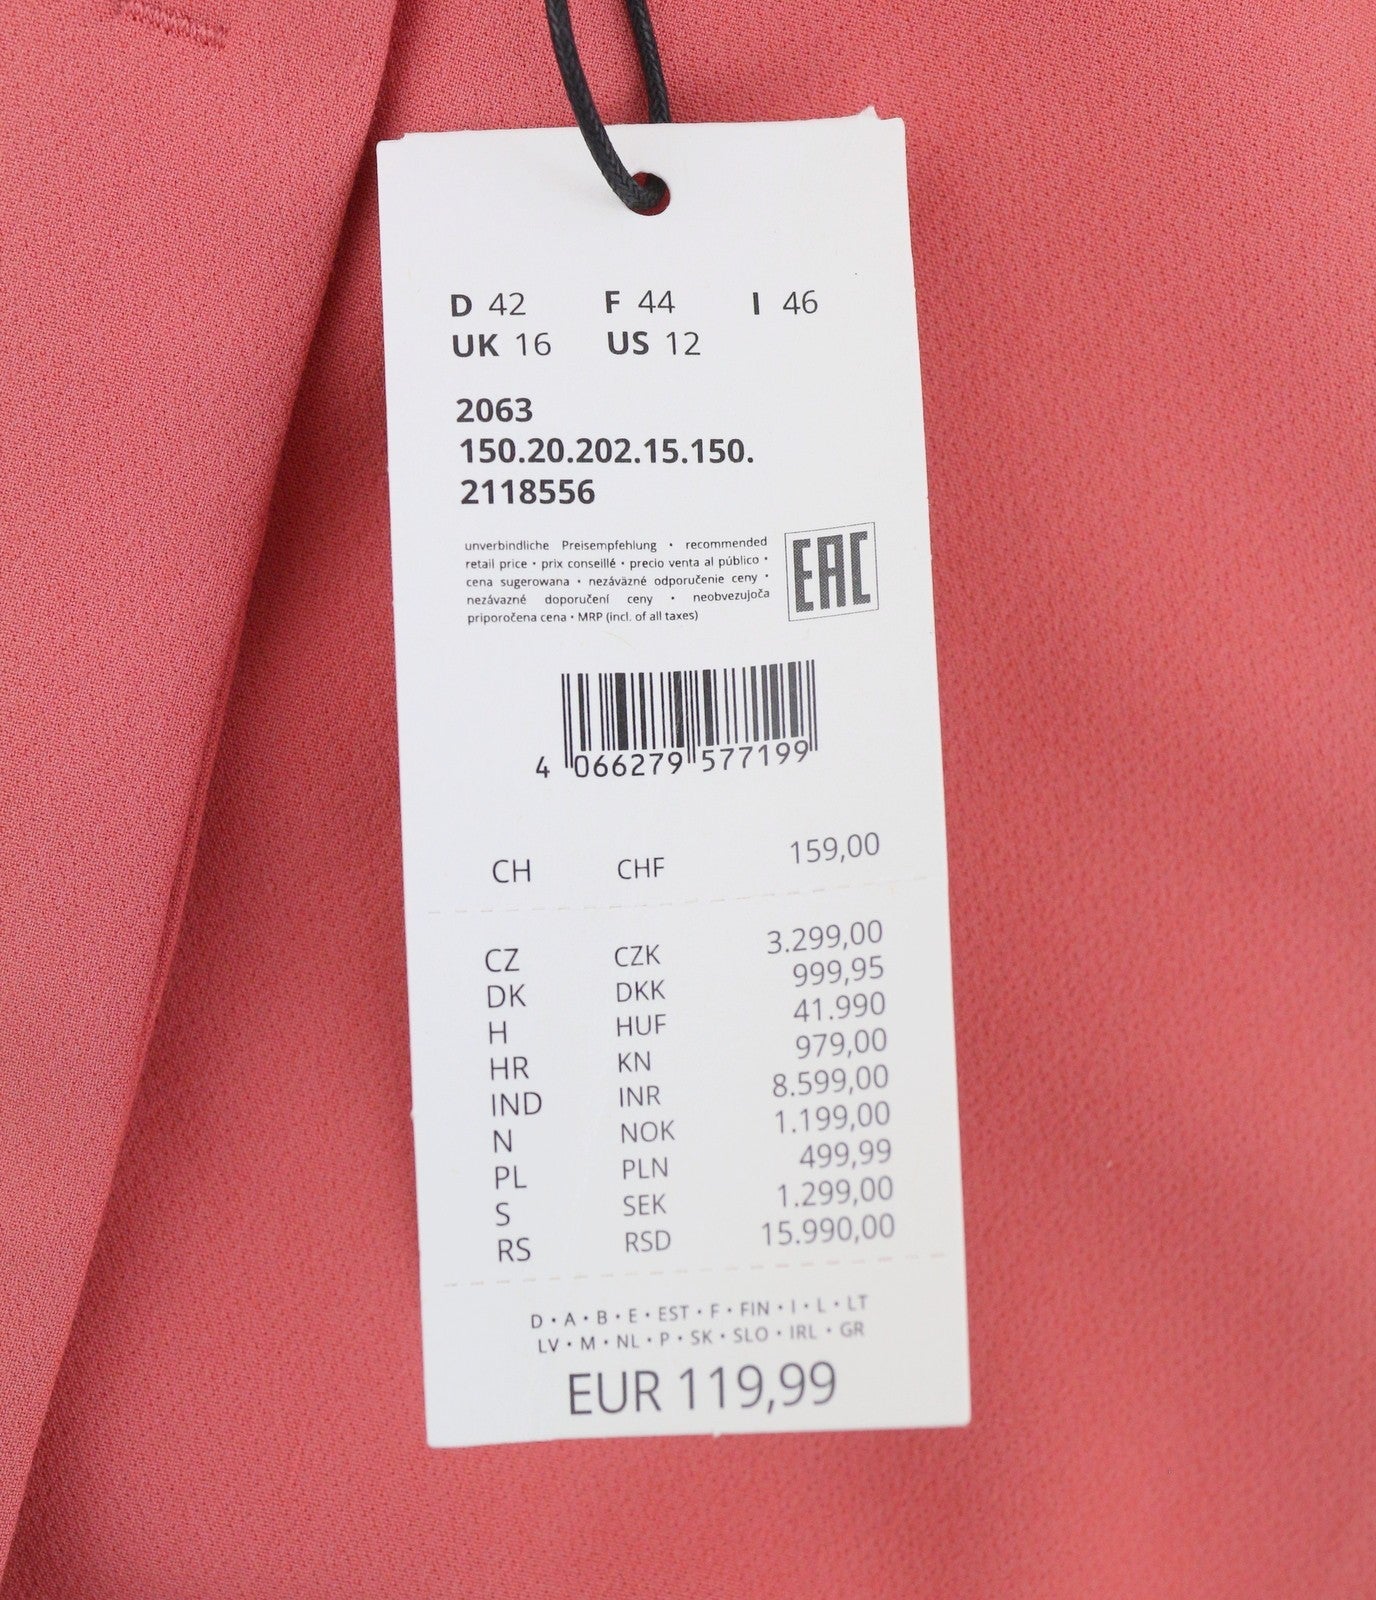 D 42 F 44 I 46
UK 16 US 12
2063
150.20.202.15.150.
2118556
unverbindliche Preisempfehlung • recommended
retail price • prix conseillé • precio venta al público •
cena sugerowana • nezáväzné odporučenie ceny •
nezávazné doporučení ceny • neobvezujoča
priporočena cena • MRP (incl. of all taxes)
EAC
4 066279 577199
CH CHF 159,00
CZ CZK 3.299,00
DK DKK 999,95
H HUF 41.990
HR KN 979,00
IND INR 8.599,00
N NOK 1.199,00
PL PLN 499,99
S SEK 1.299,00
RS RSD 15.990,00
D • A • B • E • EST • F • FIN • I • L • LT
LV • M • NL • P • SK • SLO • IRL • GR
EUR 119,99